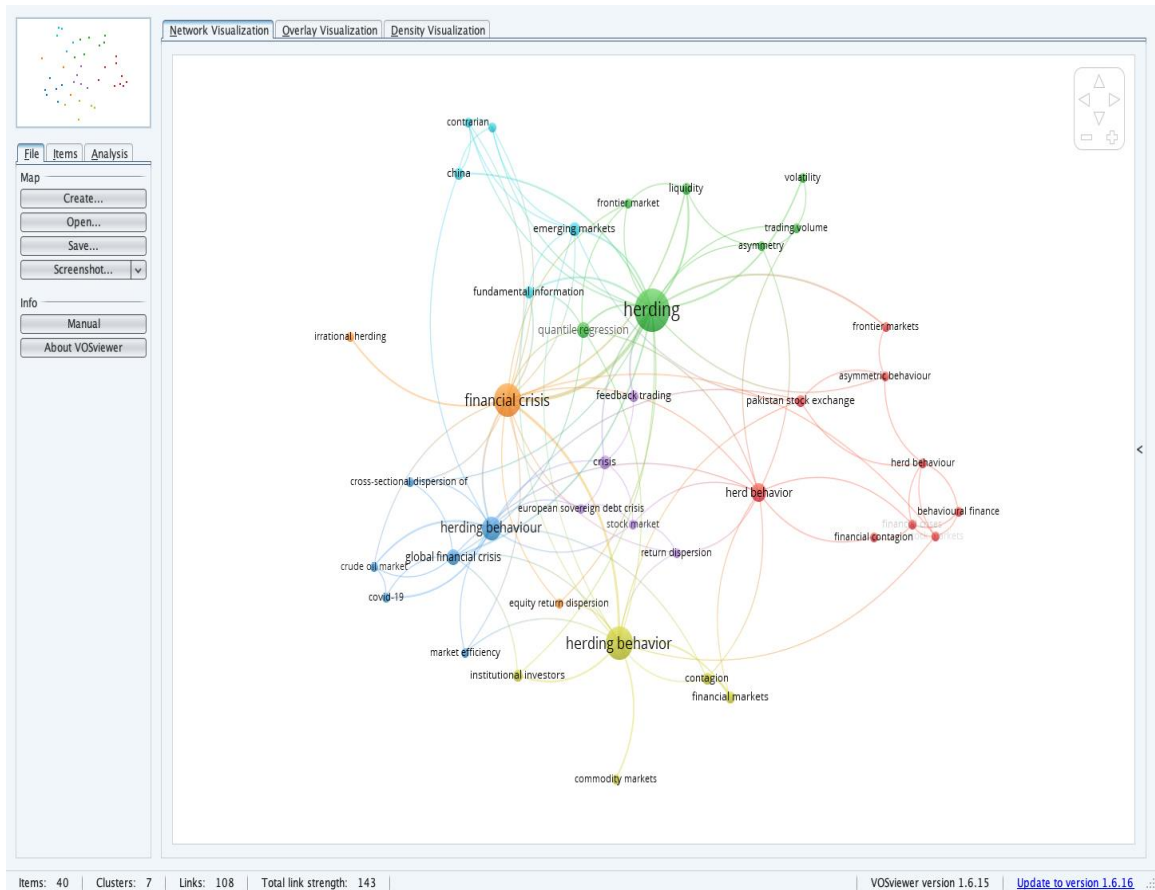 Network Visualization
Overlay Visualization
Density Visualization
File
Items
Analysis
Map
Create...
Open...
Save...
Screenshot...
Info
Manual
About VOSviewer
contrarian
china
volatility
liquidity
frontier market
emerging markets
trading volume
asymmetry
fundamental information
herding
quantile regression
irrational herding
frontier markets
asymmetric behaviour
financial crisis
feedback trading
pakistan stock exchange
crisis
herd behaviour
cross-sectional dispersion of
herd behavior
european sovereign debt crisis
behavioural finance
herding behaviour
stock market
financial contagion
global financial crisis
return dispersion
crude oil market
covid-19
equity return dispersion
herding behavior
market efficiency
institutional investors
contagion
financial markets
commodity markets
<
Items: 40
Clusters: 7
Links: 108
Total link strength: 143
VOSviewer version 1.6.15
Update to version 1.6.16